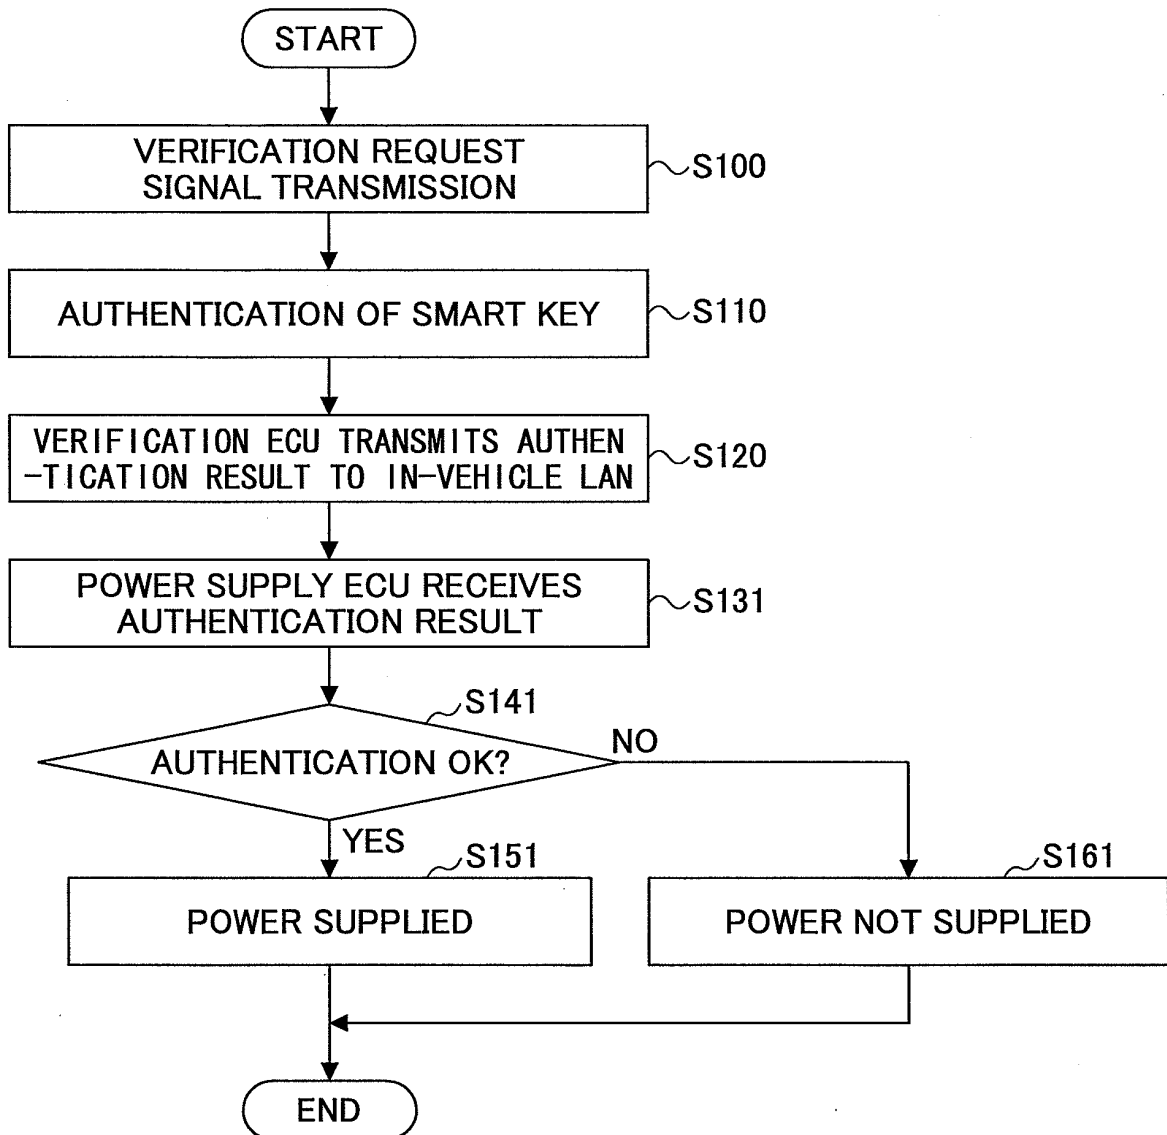 START
VERIFICATION REQUEST
SIGNAL TRANSMISSION
S100
AUTHENTICATION OF SMART KEY
S110
VERIFICATION ECU TRANSMITS AUTHEN
-TICATION RESULT TO IN-VEHICLE LAN
S120
POWER SUPPLY ECU RECEIVES
AUTHENTICATION RESULT
S131
S141
AUTHENTICATION OK?
NO
YES
S151
POWER SUPPLIED
S161
POWER NOT SUPPLIED
END